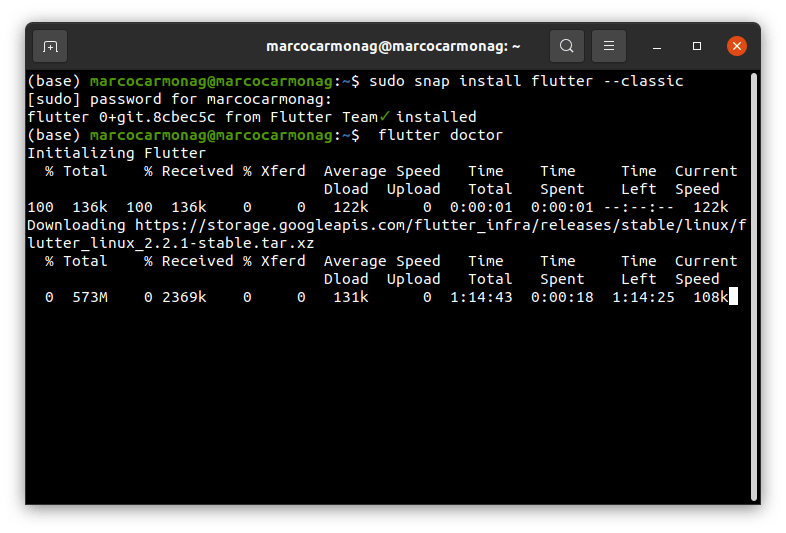 marcocarmonag@marcocarmonag: ~
(base) marcocarmonag@marcocarmonag:~$ sudo snap install flutter --classic
[sudo] password for marcocarmonag:
flutter 0+git.8cbec5c from Flutter Team✓ installed
(base) marcocarmonag@marcocarmonag:~$  flutter doctor
Initializing Flutter
  % Total    % Received % Xferd  Average Speed   Time    Time     Time  Current
                                 Dload  Upload   Total   Spent    Left  Speed
100  136k  100  136k    0     0   122k      0  0:00:01  0:00:01 --:--:--  122k
Downloading https://storage.googleapis.com/flutter_infra/releases/stable/linux/f
lutter_linux_2.2.1-stable.tar.xz
  % Total    % Received % Xferd  Average Speed   Time    Time     Time  Current
                                 Dload  Upload   Total   Spent    Left  Speed
  0  573M    0 2369k    0     0   131k      0  1:14:43  0:00:18  1:14:25  108k